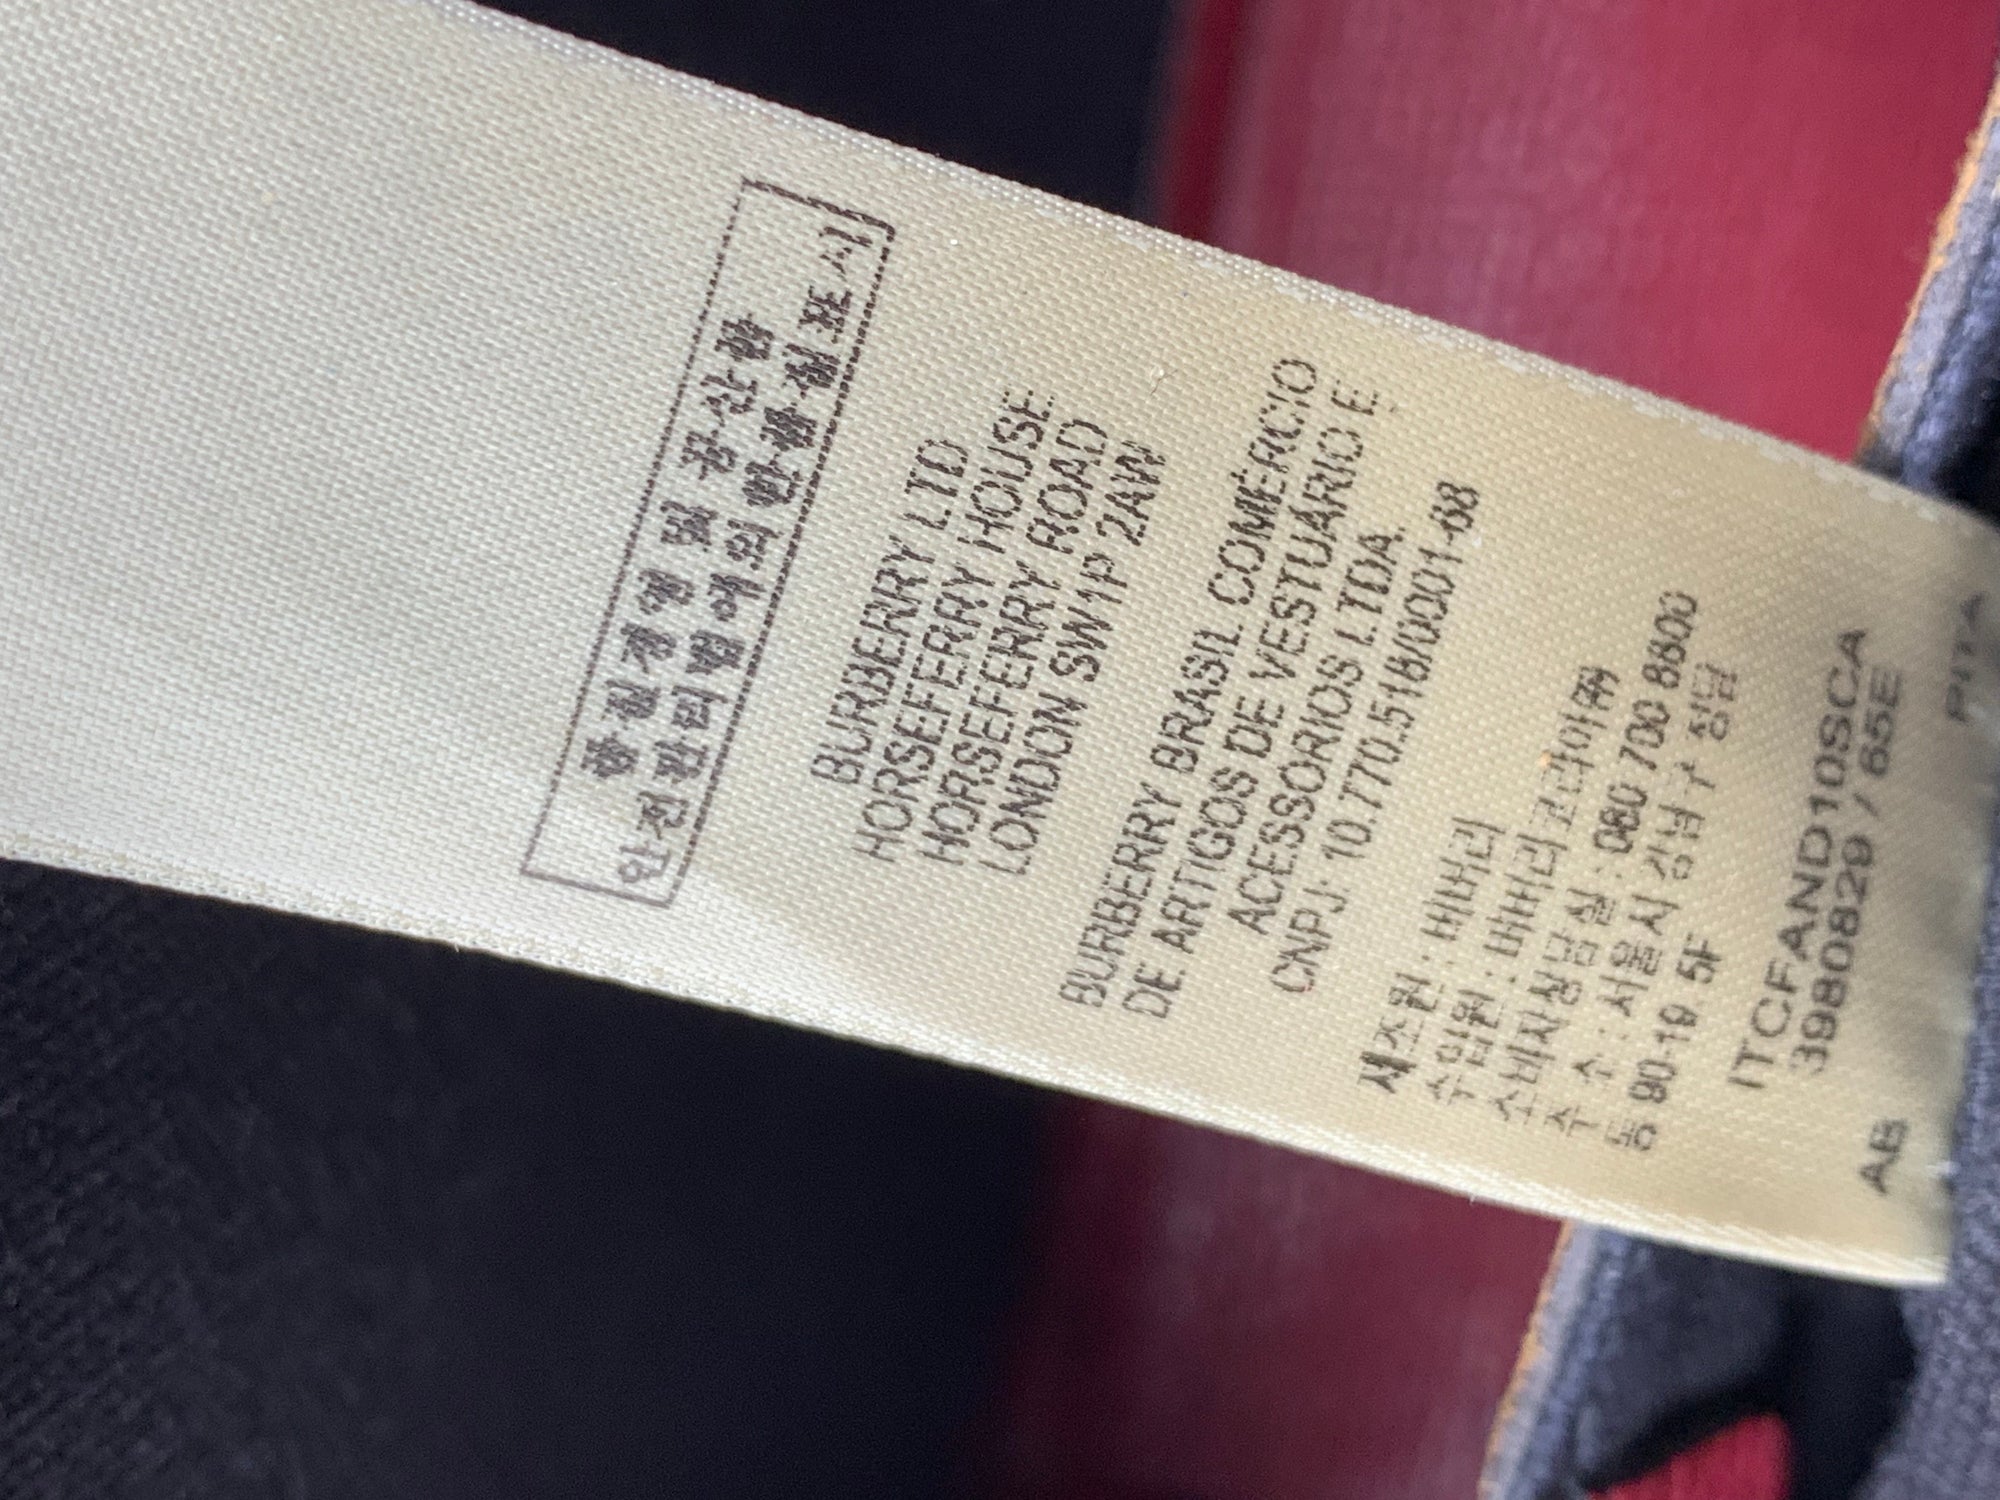 품질경영 및 공산품
안전관리법에의한품질표시
BURBERRY LTD
HORSEFERRY HOUSE
HORSEFERRY ROAD
LONDON SW1P 2AW
BURBERRY BRASIL COMÉRCIO
DE ARTIGOS DE VESTUÁRIO E
ACESSORIOS LTDA.
CNPJ: 10.770.518/0001-68
제조원 : 버버리
수입원 : 버버리코리아㈜
소비자상담실 : 080 700 8800
주 소 : 서울시 강남구 청담
동 90-19 5F
ITCFAND10SCA
3980829 / 65E
AB